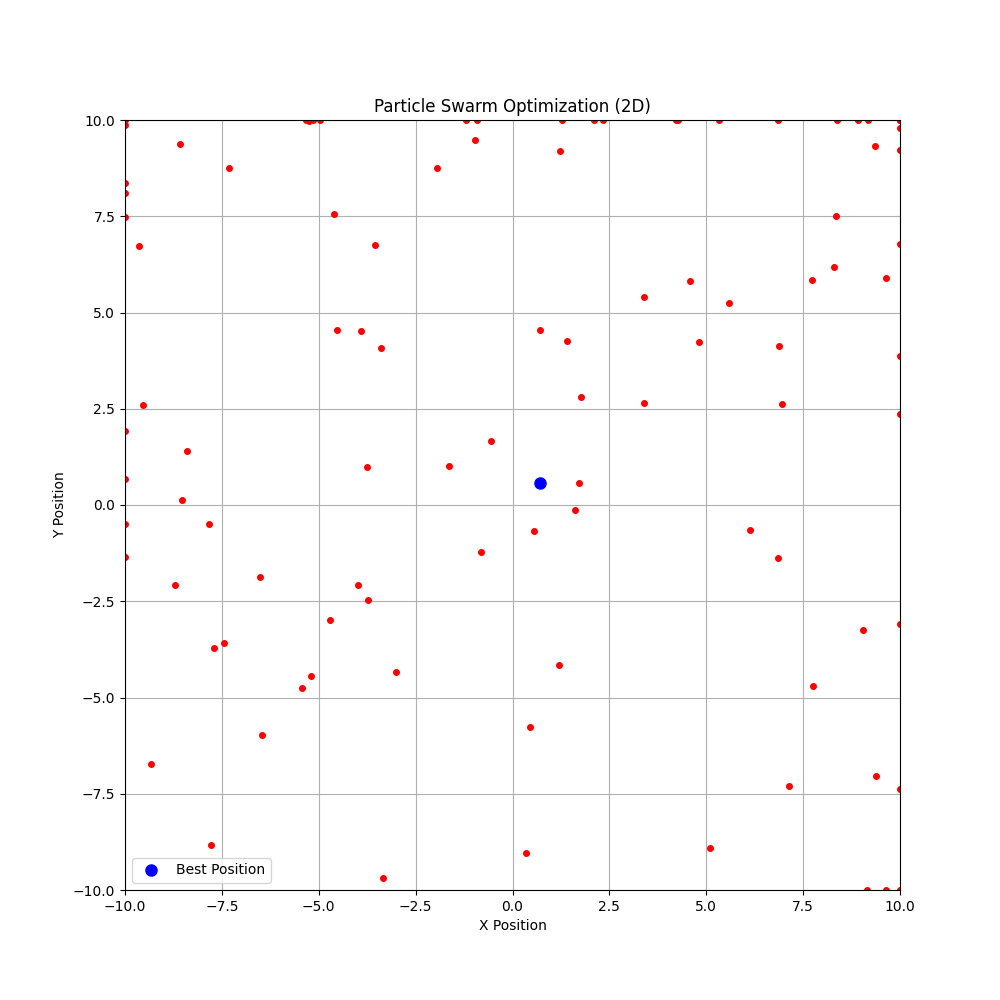 Particle Swarm Optimization (2D)
10.0
7.5
5.0
2.5
0.0
−2.5
−5.0
−7.5
−10.0
Y Position
Best Position
−10.0 −7.5 −5.0 −2.5 0.0 2.5 5.0 7.5 10.0
X Position